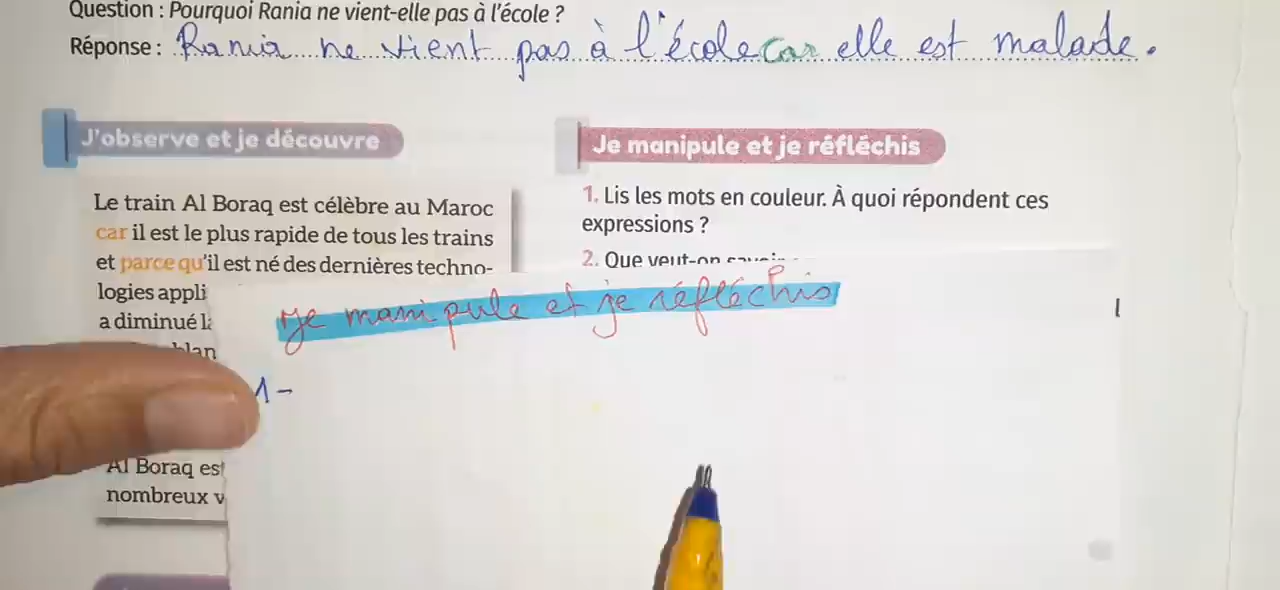 Question : Pourquoi Rania ne vient-elle pas à l'école ?
Réponse : Rania ne vient pas à l'école car elle est malade.
J'observe et je découvre
Le train Al Boraq est célèbre au Maroc
car il est le plus rapide de tous les trains
et parce qu'il est né des dernières techno-
logies appli
a diminué
Al Boraq est
nombreux v
Je manipule et je réfléchis
1. Lis les mots en couleur. À quoi répondent ces
expressions ?
2. Que veut-on
Je manipule et je réfléchis
1-